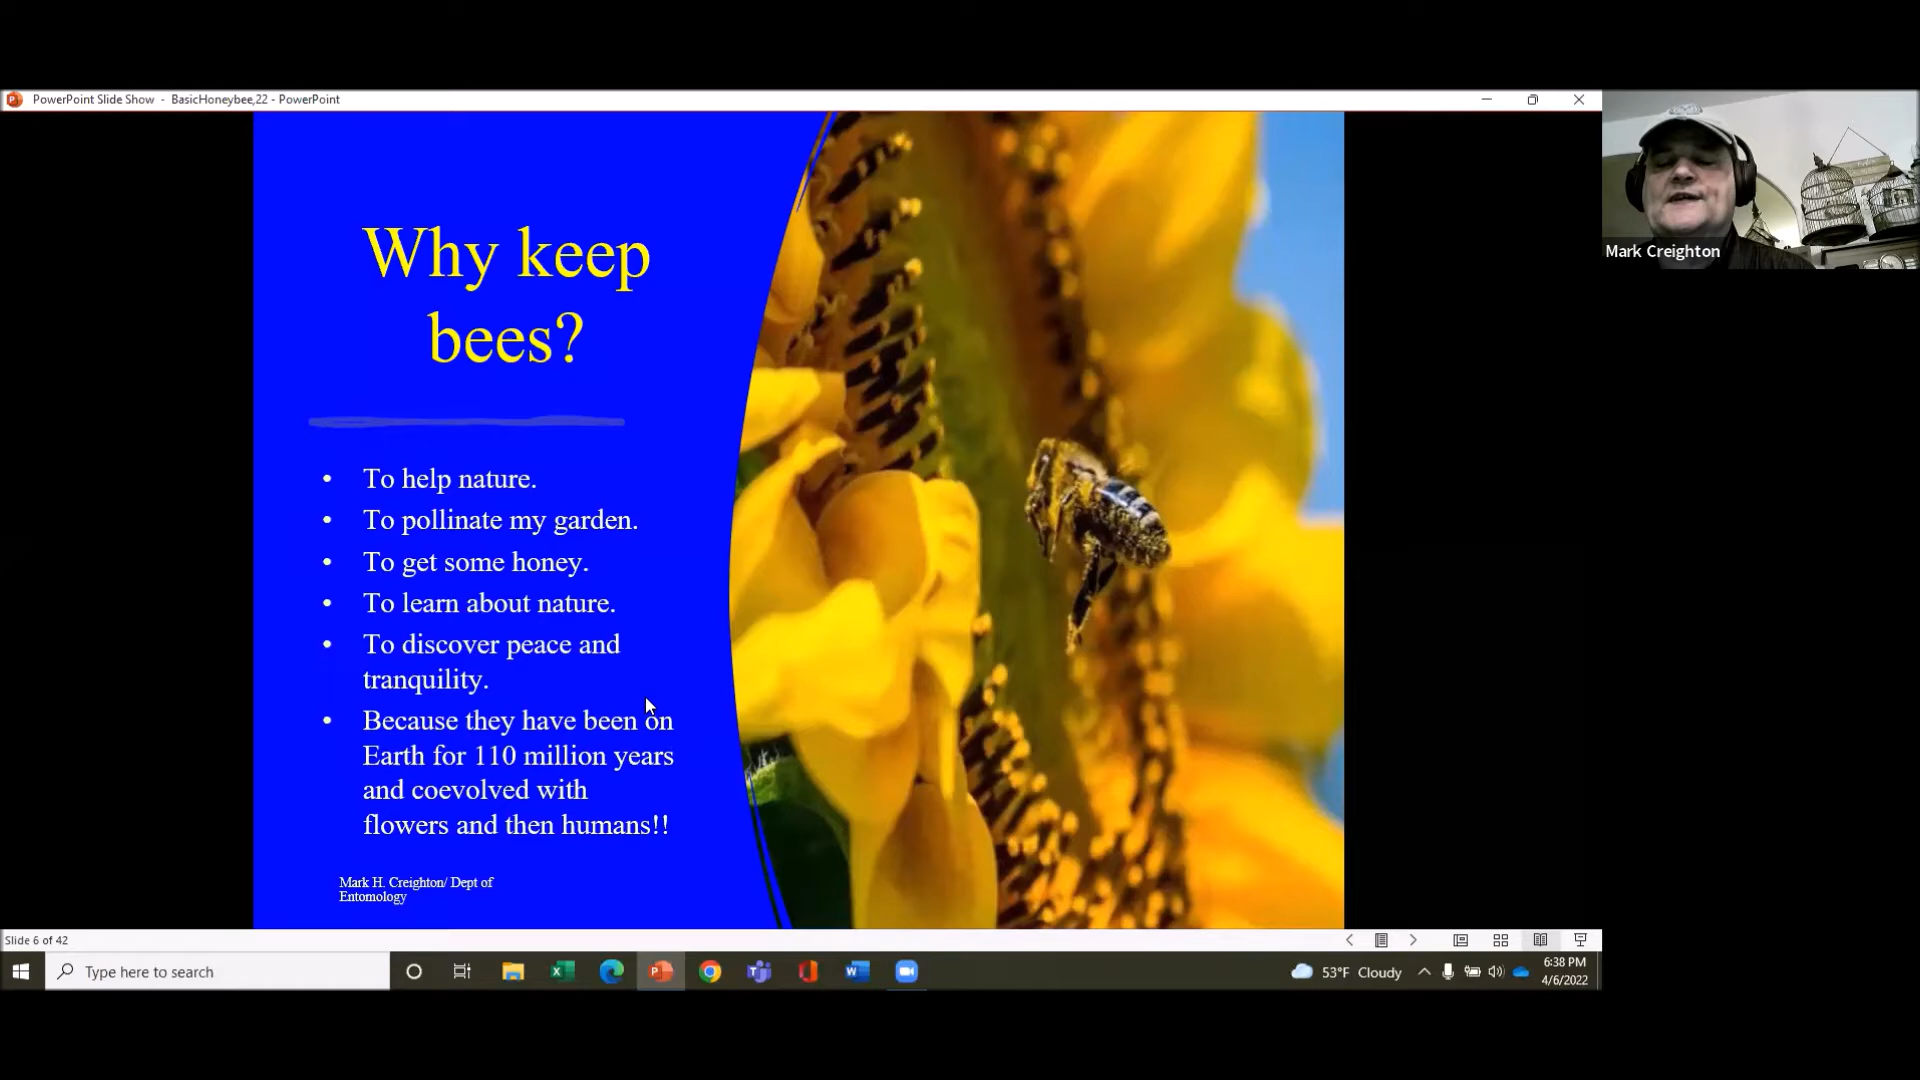 PowerPoint Slide Show - BasicHoneybee,22 - PowerPoint
Why keep
bees?
• To help nature.
• To pollinate my garden.
• To get some honey.
• To learn about nature.
• To discover peace and
tranquility.
• Because they have been on
Earth for 110 million years
and coevolved with
flowers and then humans!!
Mark H. Creighton/ Dept of
Entomology
Mark Creighton
Slide 6 of 42
Type here to search
53°F Cloudy
6:38 PM
4/6/2022